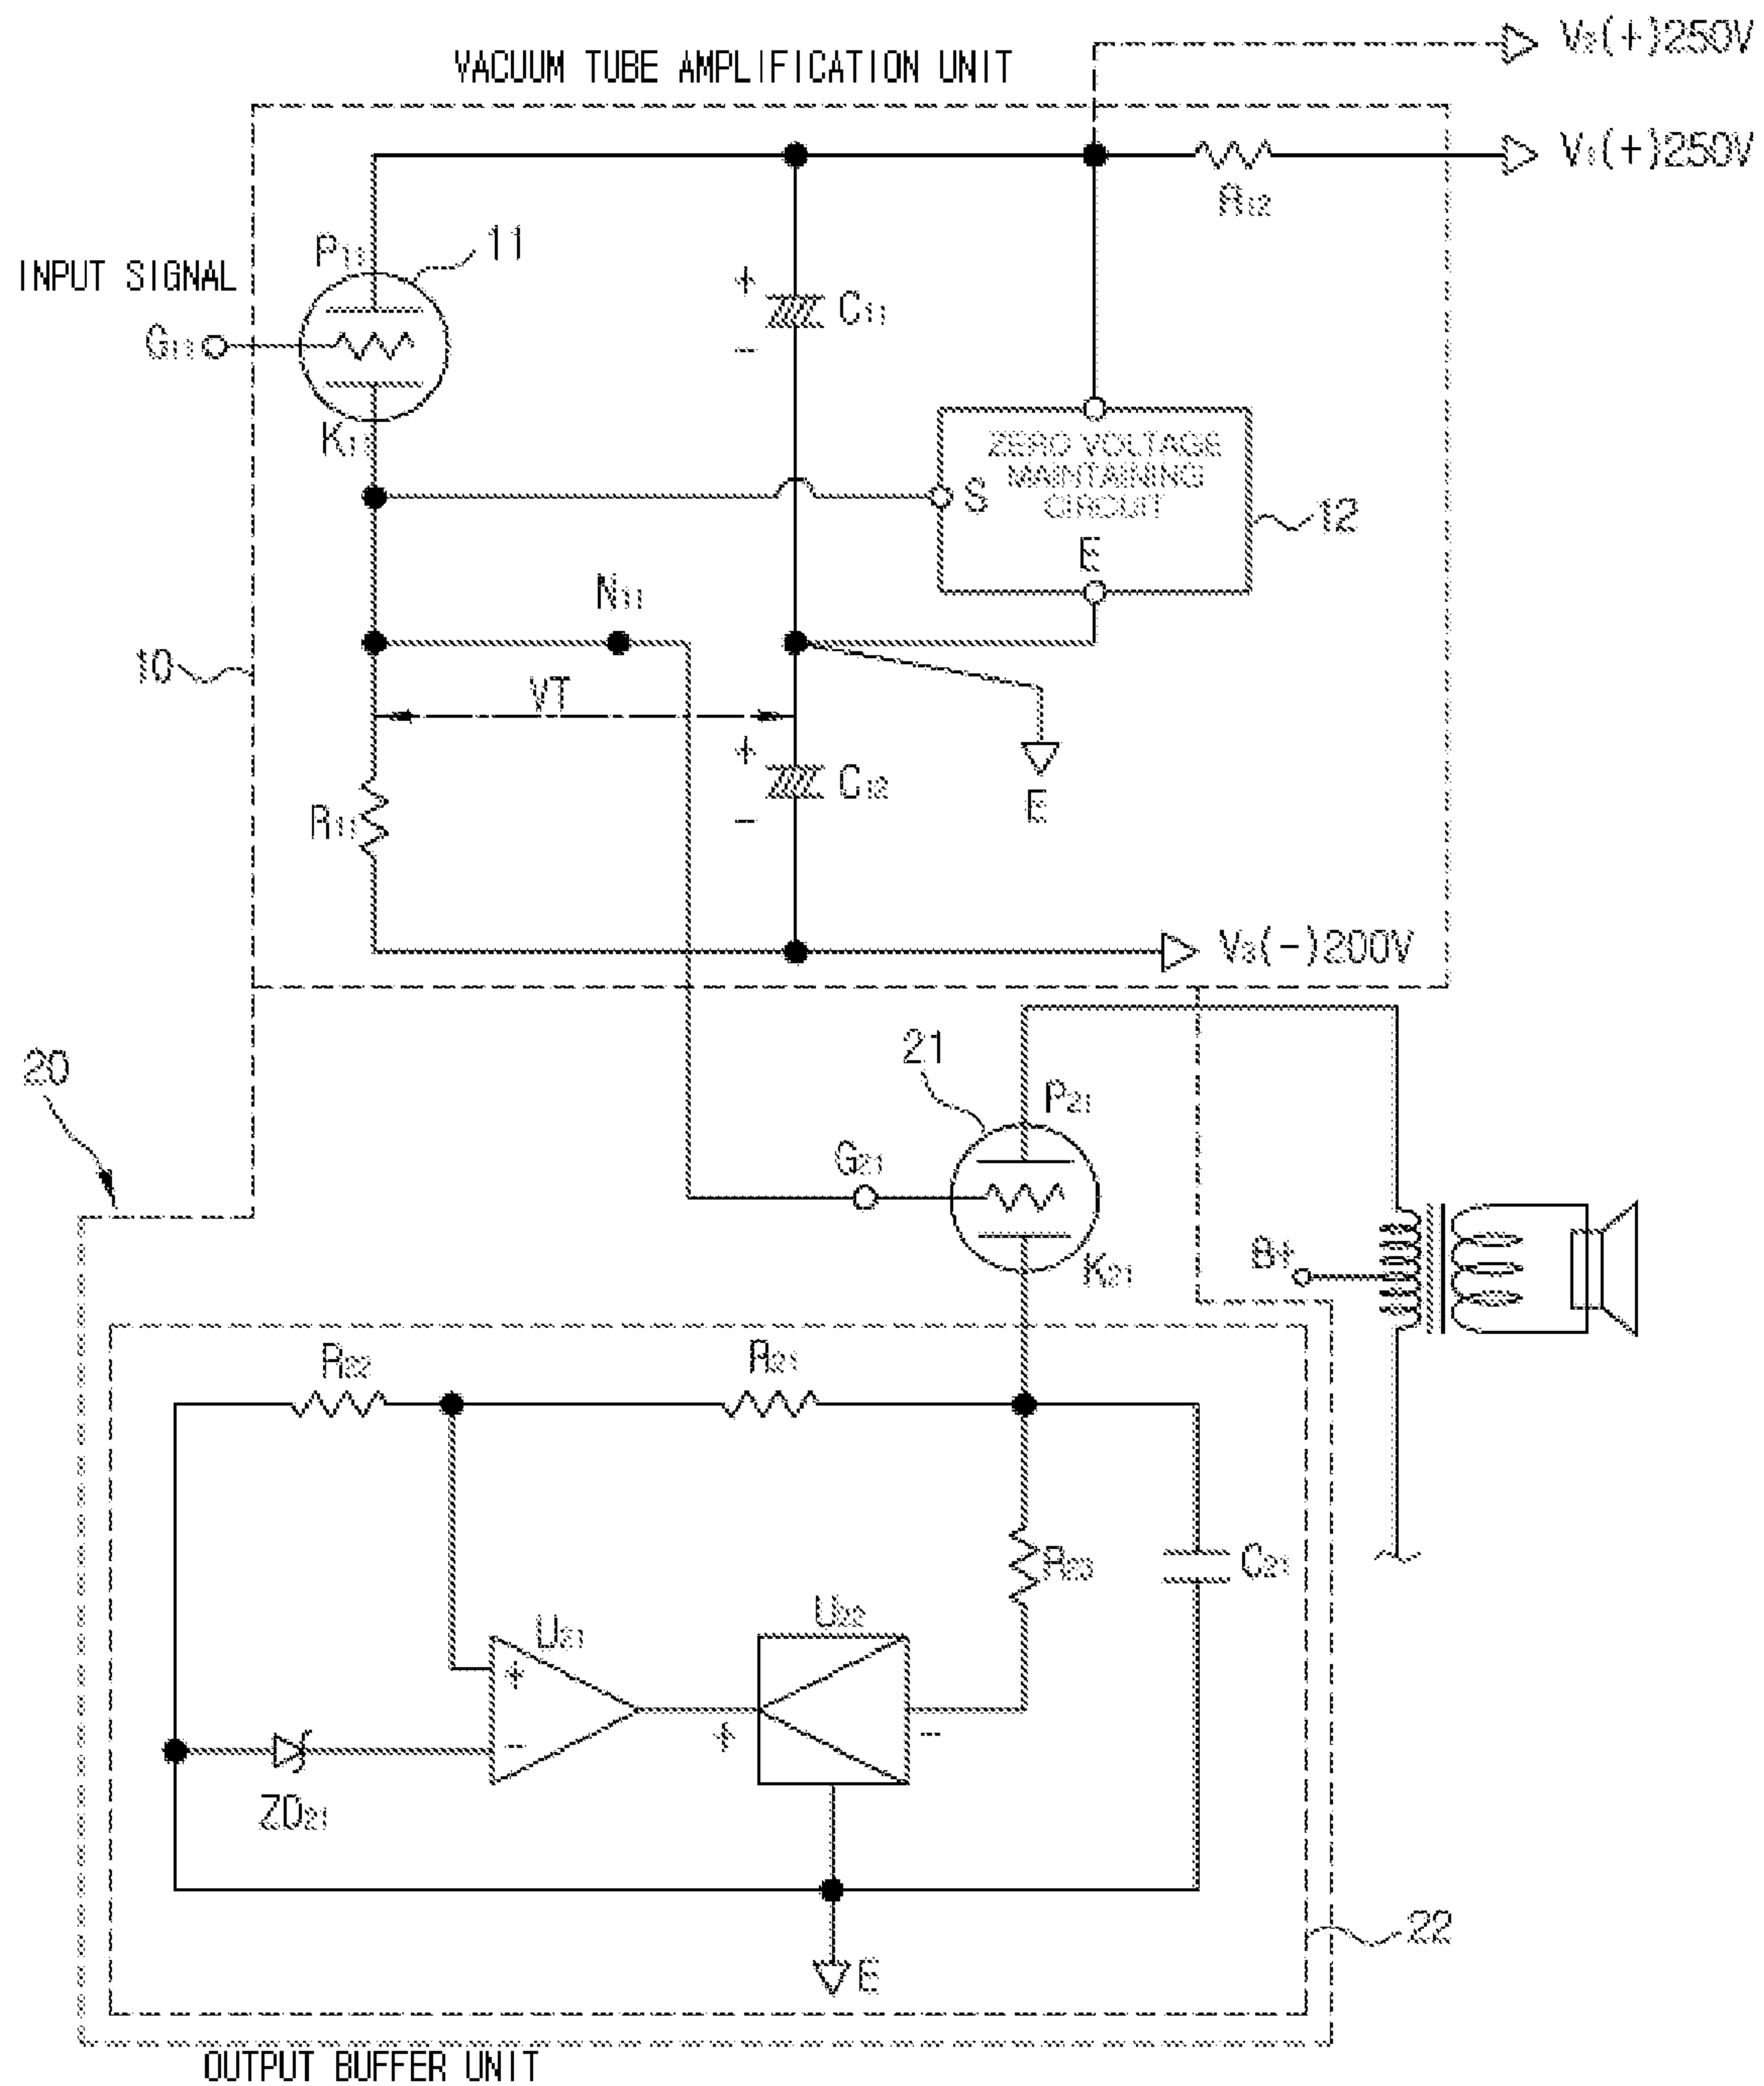 V₂(+)250V
VACUUM TUBE AMPLIFICATION UNIT
V₁(+)250V
R₁₂
P₁₁
11
INPUT SIGNAL
+
C₁₁
G₁₁
-
K₁₁
ZERO VOLTAGE
MAINTAINING
CIRCUIT
S
12
E
N₁₁
10
VT
+
C₁₂
R₁₁
-
E
V₃(-)200V
20
21
P₂₁
G₂₁
K₂₁
B+
R₂₂
R₂₁
R₂₃
C₂₁
U₂₁
U₂₂
+
-
+
-
ZD₂₁
22
E
OUTPUT BUFFER UNIT